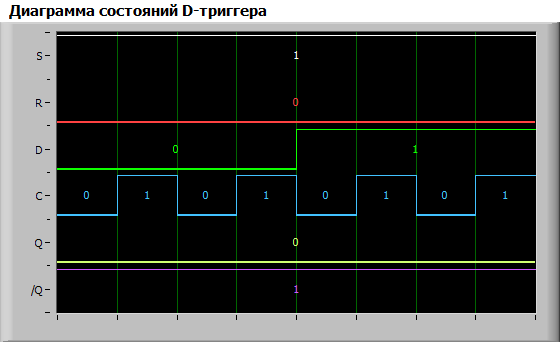 Диаграмма состояний D-триггера
S 1
R 0
D 0 1
C 0 1 0 1 0 1 0 1
Q 0
/Q 1